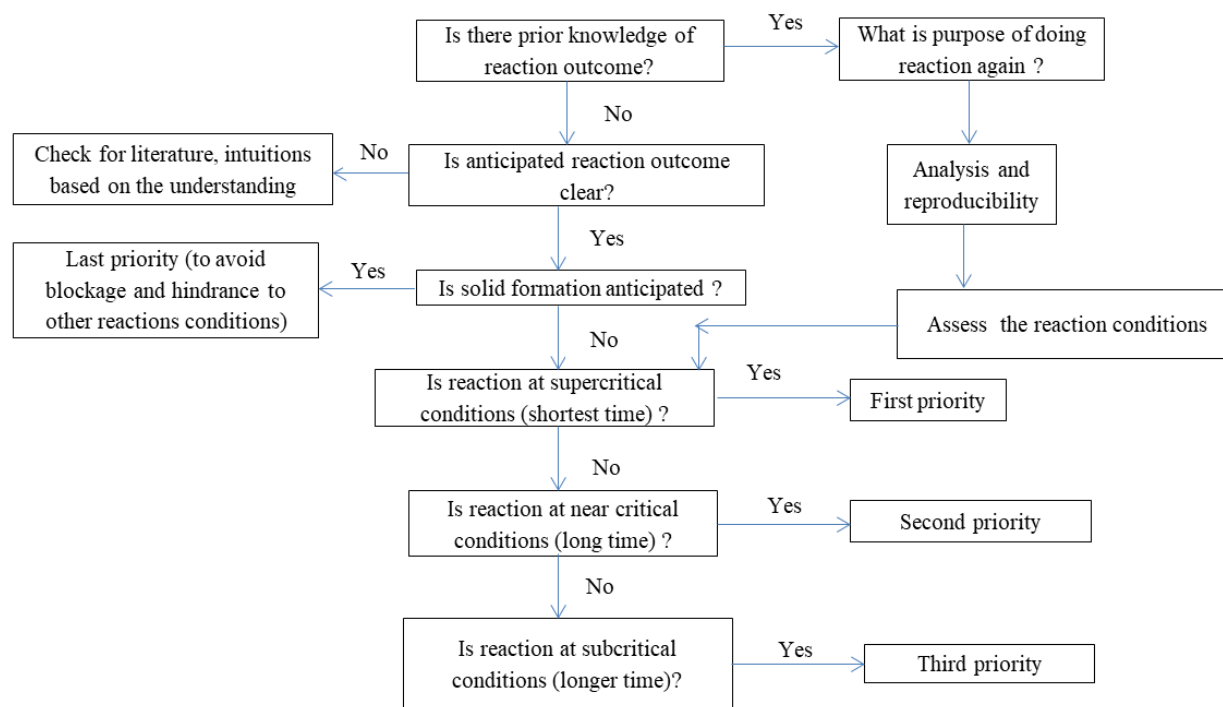 Is there prior knowledge of
reaction outcome?
Yes
What is purpose of doing
reaction again ?
No
Check for literature, intuitions
based on the understanding
No
Is anticipated reaction outcome
clear?
Analysis and
reproducibility
Yes
Last priority (to avoid
blockage and hindrance to
other reactions conditions)
Yes
Is solid formation anticipated ?
Assess the reaction conditions
No
Is reaction at supercritical
conditions (shortest time) ?
Yes
First priority
No
Is reaction at near critical
conditions (long time) ?
Yes
Second priority
No
Is reaction at subcritical
conditions (longer time)?
Yes
Third priority